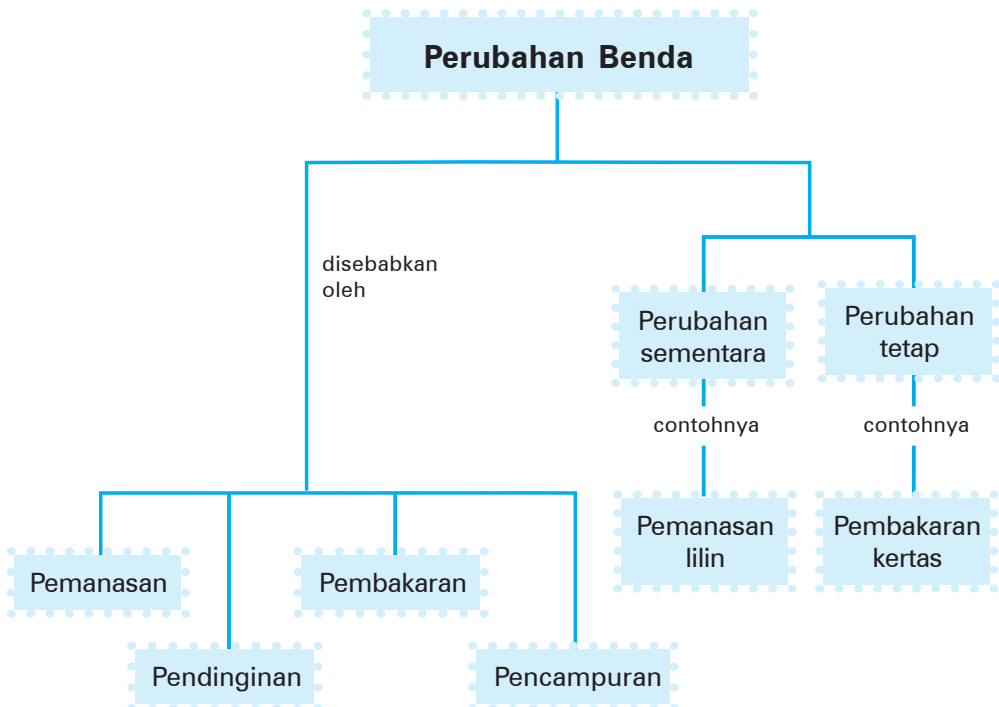 Perubahan Benda
disebabkan
oleh
Perubahan
sementara
Perubahan
tetap
contohnya
contohnya
Pemanasan
lilin
Pembakaran
kertas
Pemanasan
Pembakaran
Pendinginan
Pencampuran